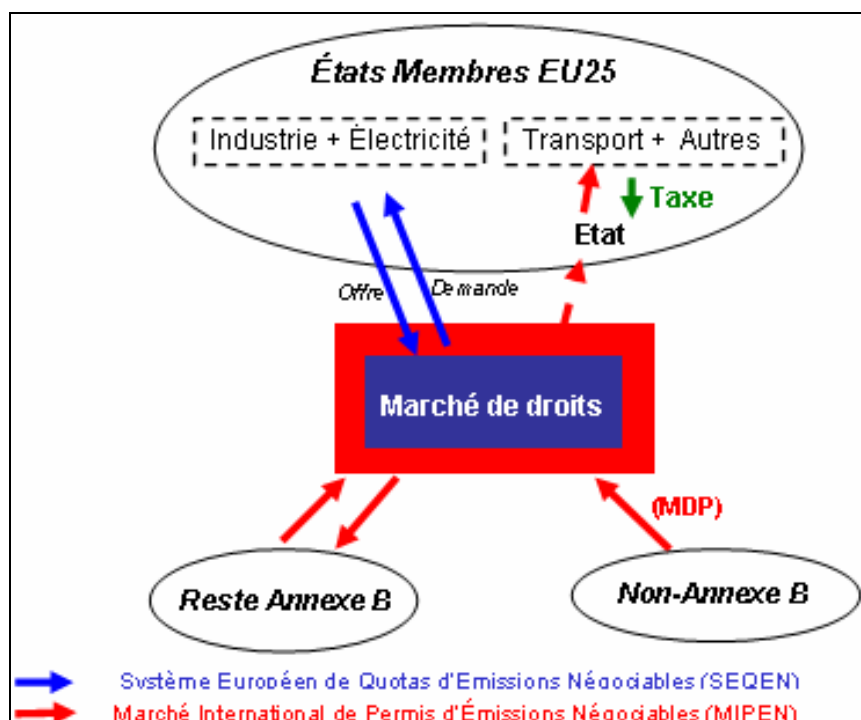 États Membres EU25
Industrie + Électricité
Transport + Autres
Taxe
Etat
Offre
Demande
Marché de droits
(MDP)
Reste Annexe B
Non-Annexe B
Système Européen de Quotas d'Emissions Négociables (SEQEN)
Marché International de Permis d'Émissions Négociables (MIPEN)